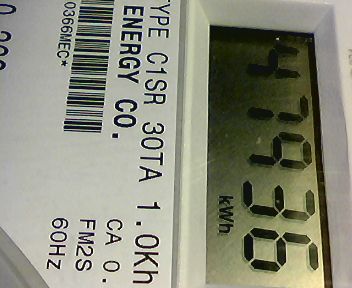 47936
kWh
TYPE C1SR 30TA 1.0Kh
ENERGY CO.
CA 0.
FM2S
60HZ
0366MEC*